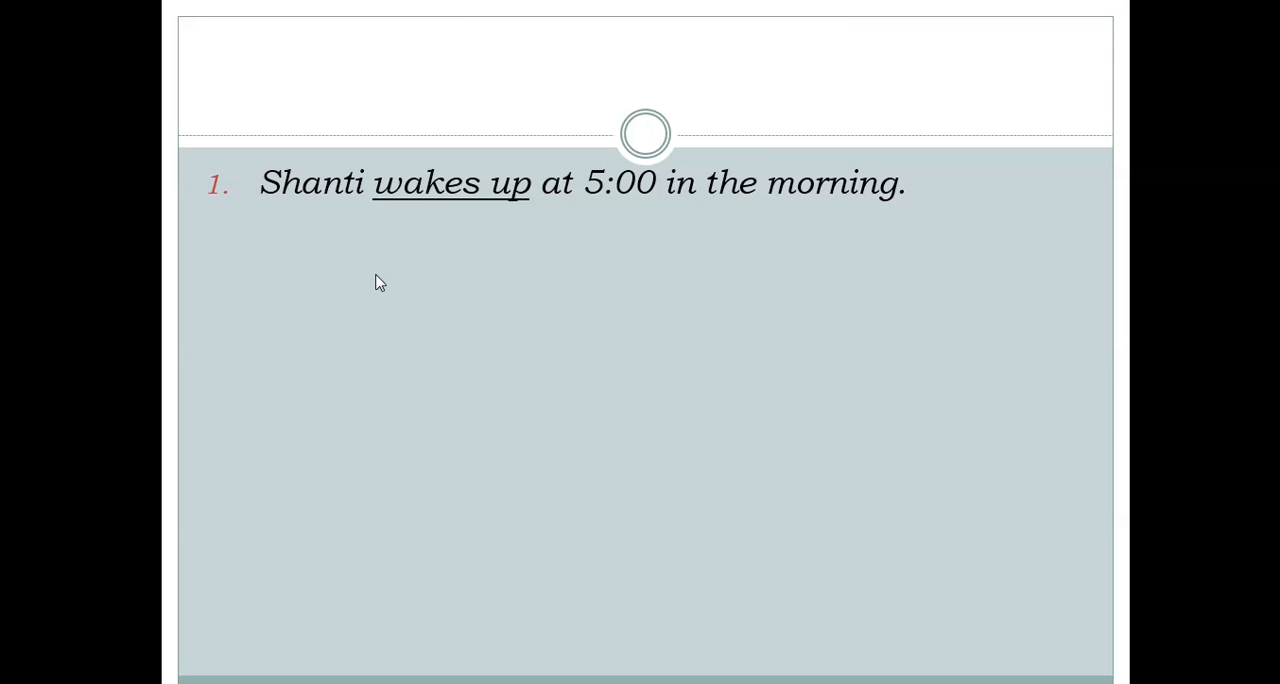 1. Shanti wakes up at 5:00 in the morning.